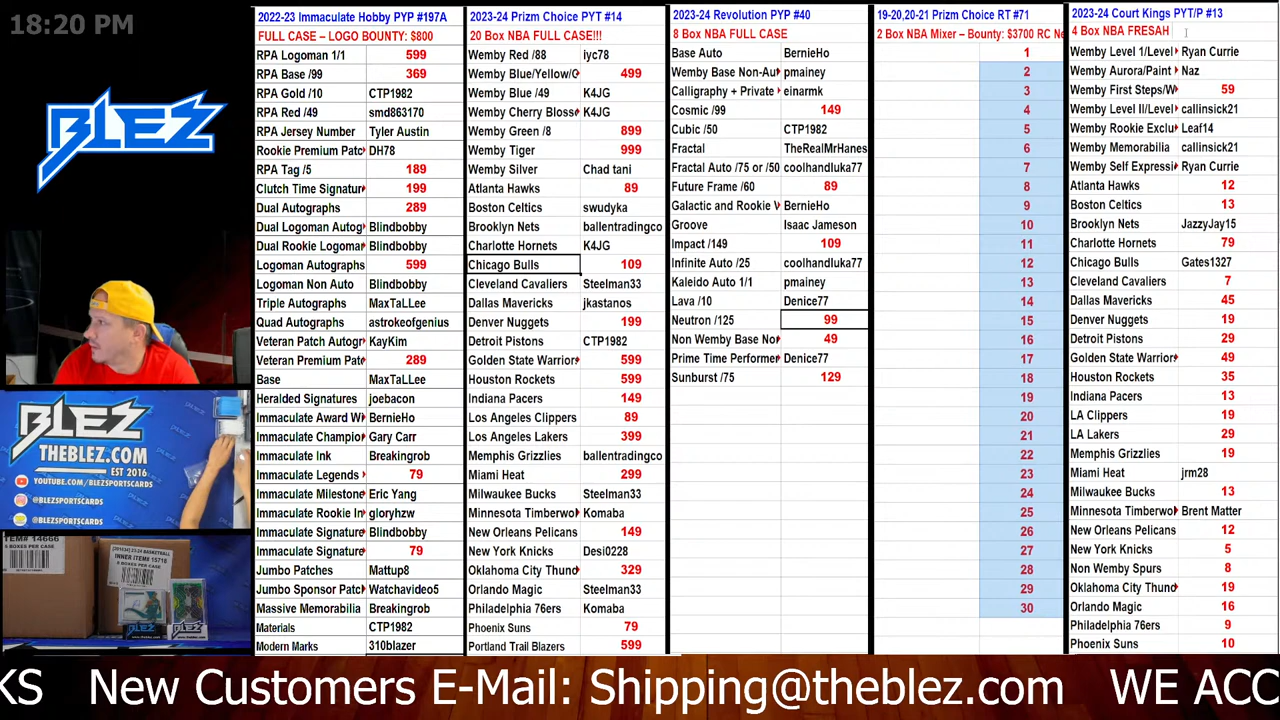 18:20 PM
BLEZ
BLEZ
THEBLEZ.COM
EST 2016
YOUTUBE.COM/BLEZSPORTSCARDS
@BLEZSPORTSCARDS
@BLEZSPORTSCARDS
ITEM# 14666
6 BOXES PER CASE
23-24 BASKETBALL
INNER ITEM# 15718
BOXES PER CASE
BLEZ
BLEZ
2022-23 Immaculate Hobby PYP #197A
FULL CASE – LOGO BOUNTY: $800
RPA Logoman 1/1 599
RPA Base /99 369
RPA Gold /10 CTP1982
RPA Red /49 smd863170
RPA Jersey Number Tyler Austin
Rookie Premium Patc DH78
RPA Tag /5 189
Clutch Time Signatur 199
Dual Autographs 289
Dual Logoman Autog Blindbobby
Dual Rookie Logoma Blindbobby
Logoman Autographs 599
Logoman Non Auto Blindbobby
Triple Autographs MaxTaLLee
Quad Autographs astrokeofgenius
Veteran Patch Autogr KayKim
Veteran Premium Pat 289
Base MaxTaLLee
Heralded Signatures joebacon
Immaculate Award W BernieHo
Immaculate Champio Gary Carr
Immaculate Ink Breakingrob
Immaculate Legends 79
Immaculate Milestone Eric Yang
Immaculate Rookie In gloryhzw
Immaculate Signature Blindbobby
Immaculate Signature 79
Jumbo Patches Mattup8
Jumbo Sponsor Patc Watchavideo5
Massive Memorabilia Breakingrob
Materials CTP1982
Modern Marks 310blazer
2023-24 Prizm Choice PYT #14
20 Box NBA FULL CASE!!!
Wemby Red /88 iyc78
Wemby Blue/Yellow/G 499
Wemby Blue /49 K4JG
Wemby Cherry Blosso K4JG
Wemby Green /8 899
Wemby Tiger 999
Wemby Silver Chad tani
Atlanta Hawks 89
Boston Celtics swudyka
Brooklyn Nets ballentradingco
Charlotte Hornets K4JG
Chicago Bulls 109
Cleveland Cavaliers Steelman33
Dallas Mavericks jkastanos
Denver Nuggets 199
Detroit Pistons CTP1982
Golden State Warrior 599
Houston Rockets 599
Indiana Pacers 149
Los Angeles Clippers 89
Los Angeles Lakers 399
Memphis Grizzlies ballentradingco
Miami Heat 299
Milwaukee Bucks Steelman33
Minnesota Timberwo Komaba
New Orleans Pelicans 149
New York Knicks Desi0228
Oklahoma City Thund 329
Orlando Magic Steelman33
Philadelphia 76ers Komaba
Phoenix Suns 79
Portland Trail Blazers 599
2023-24 Revolution PYP #40
8 Box NBA FULL CASE
Base Auto BernieHo
Wemby Base Non-Au pmainey
Calligraphy + Private einarmk
Cosmic /99 149
Cubic /50 CTP1982
Fractal TheRealMrHanes
Fractal Auto /75 or /50 coolhandluka77
Future Frame /60 89
Galactic and Rookie V BernieHo
Groove Isaac Jameson
Impact /149 109
Infinite Auto /25 coolhandluka77
Kaleido Auto 1/1 pmainey
Lava /10 Denice77
Neutron /125 99
Non Wemby Base No 49
Prime Time Performer Denice77
Sunburst /75 129
19-20,20-21 Prizm Choice RT #71
2 Box NBA Mixer – Bounty: $3700 RC Ne
1
2
3
4
5
6
7
8
9
10
11
12
13
14
15
16
17
18
19
20
21
22
23
24
25
26
27
28
29
30
2023-24 Court Kings PYT/P #13
4 Box NBA FRESAH
Wemby Level 1/Level Ryan Currie
Wemby Aurora/Paint Naz
Wemby First Steps/W 59
Wemby Level II/Level callinsick21
Wemby Rookie Exclu Leaf14
Wemby Memorabilia callinsick21
Wemby Self Expressi Ryan Currie
Atlanta Hawks 12
Boston Celtics 13
Brooklyn Nets JazzyJay15
Charlotte Hornets 79
Chicago Bulls Gates1327
Cleveland Cavaliers 7
Dallas Mavericks 45
Denver Nuggets 19
Detroit Pistons 29
Golden State Warrior 49
Houston Rockets 35
Indiana Pacers 13
LA Clippers 19
LA Lakers 29
Memphis Grizzlies 19
Miami Heat jrm28
Milwaukee Bucks 13
Minnesota Timberwo Brent Matter
New Orleans Pelicans 12
New York Knicks 5
Non Wemby Spurs 8
Oklahoma City Thund 19
Orlando Magic 16
Philadelphia 76ers 9
Phoenix Suns 10
KS New Customers E-Mail: Shipping@theblez.com WE ACC